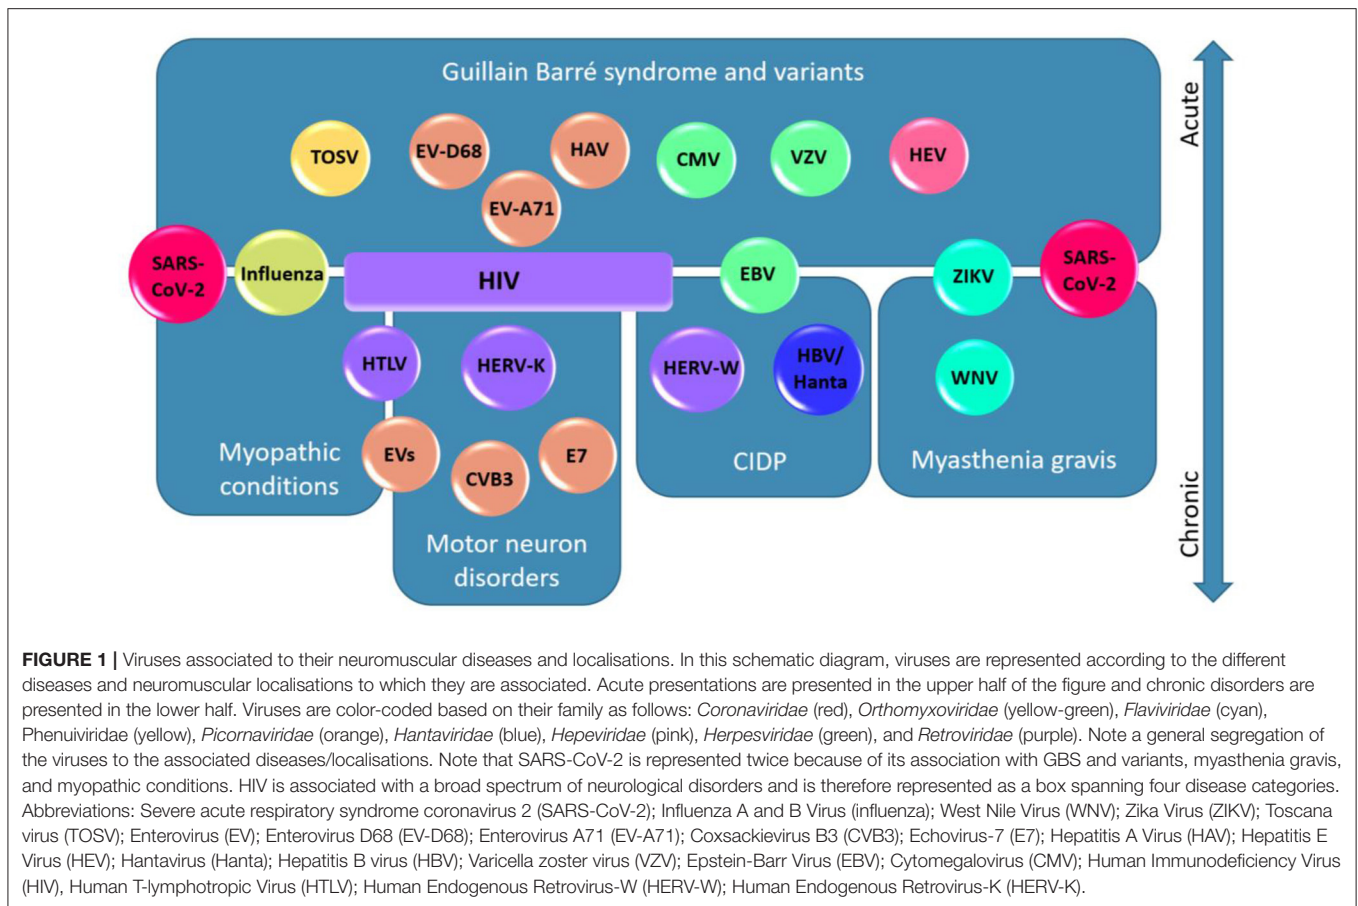 Guillain Barré syndrome and variants
Acute
TOSV
EV-D68
HAV
CMV
VZV
HEV
EV-A71
SARS-
CoV-2
Influenza
HIV
EBV
ZIKV
SARS-
CoV-2
HTLV
HERV-K
HERV-W
HBV/
Hanta
WNV
Myopathic
conditions
EVs
CVB3
E7
CIDP
Myasthenia gravis
Motor neuron
disorders
Chronic
FIGURE 1 | Viruses associated to their neuromuscular diseases and localisations. In this schematic diagram, viruses are represented according to the different
diseases and neuromuscular localisations to which they are associated. Acute presentations are presented in the upper half of the figure and chronic disorders are
presented in the lower half. Viruses are color-coded based on their family as follows: Coronaviridae (red), Orthomyxoviridae (yellow-green), Flaviviridae (cyan),
Phenuiviridae (yellow), Picornaviridae (orange), Hantaviridae (blue), Hepeviridae (pink), Herpesviridae (green), and Retroviridae (purple). Note a general segregation of
the viruses to the associated diseases/localisations. Note that SARS-CoV-2 is represented twice because of its association with GBS and variants, myasthenia gravis,
and myopathic conditions. HIV is associated with a broad spectrum of neurological disorders and is therefore represented as a box spanning four disease categories.
Abbreviations: Severe acute respiratory syndrome coronavirus 2 (SARS-CoV-2); Influenza A and B Virus (influenza); West Nile Virus (WNV); Zika Virus (ZIKV); Toscana
virus (TOSV); Enterovirus (EV); Enterovirus D68 (EV-D68); Enterovirus A71 (EV-A71); Coxsackievirus B3 (CVB3); Echovirus-7 (E7); Hepatitis A Virus (HAV); Hepatitis E
Virus (HEV); Hantavirus (Hanta); Hepatitis B virus (HBV); Varicella zoster virus (VZV); Epstein-Barr Virus (EBV); Cytomegalovirus (CMV); Human Immunodeficiency Virus
(HIV), Human T-lymphotropic Virus (HTLV); Human Endogenous Retrovirus-W (HERV-W); Human Endogenous Retrovirus-K (HERV-K).